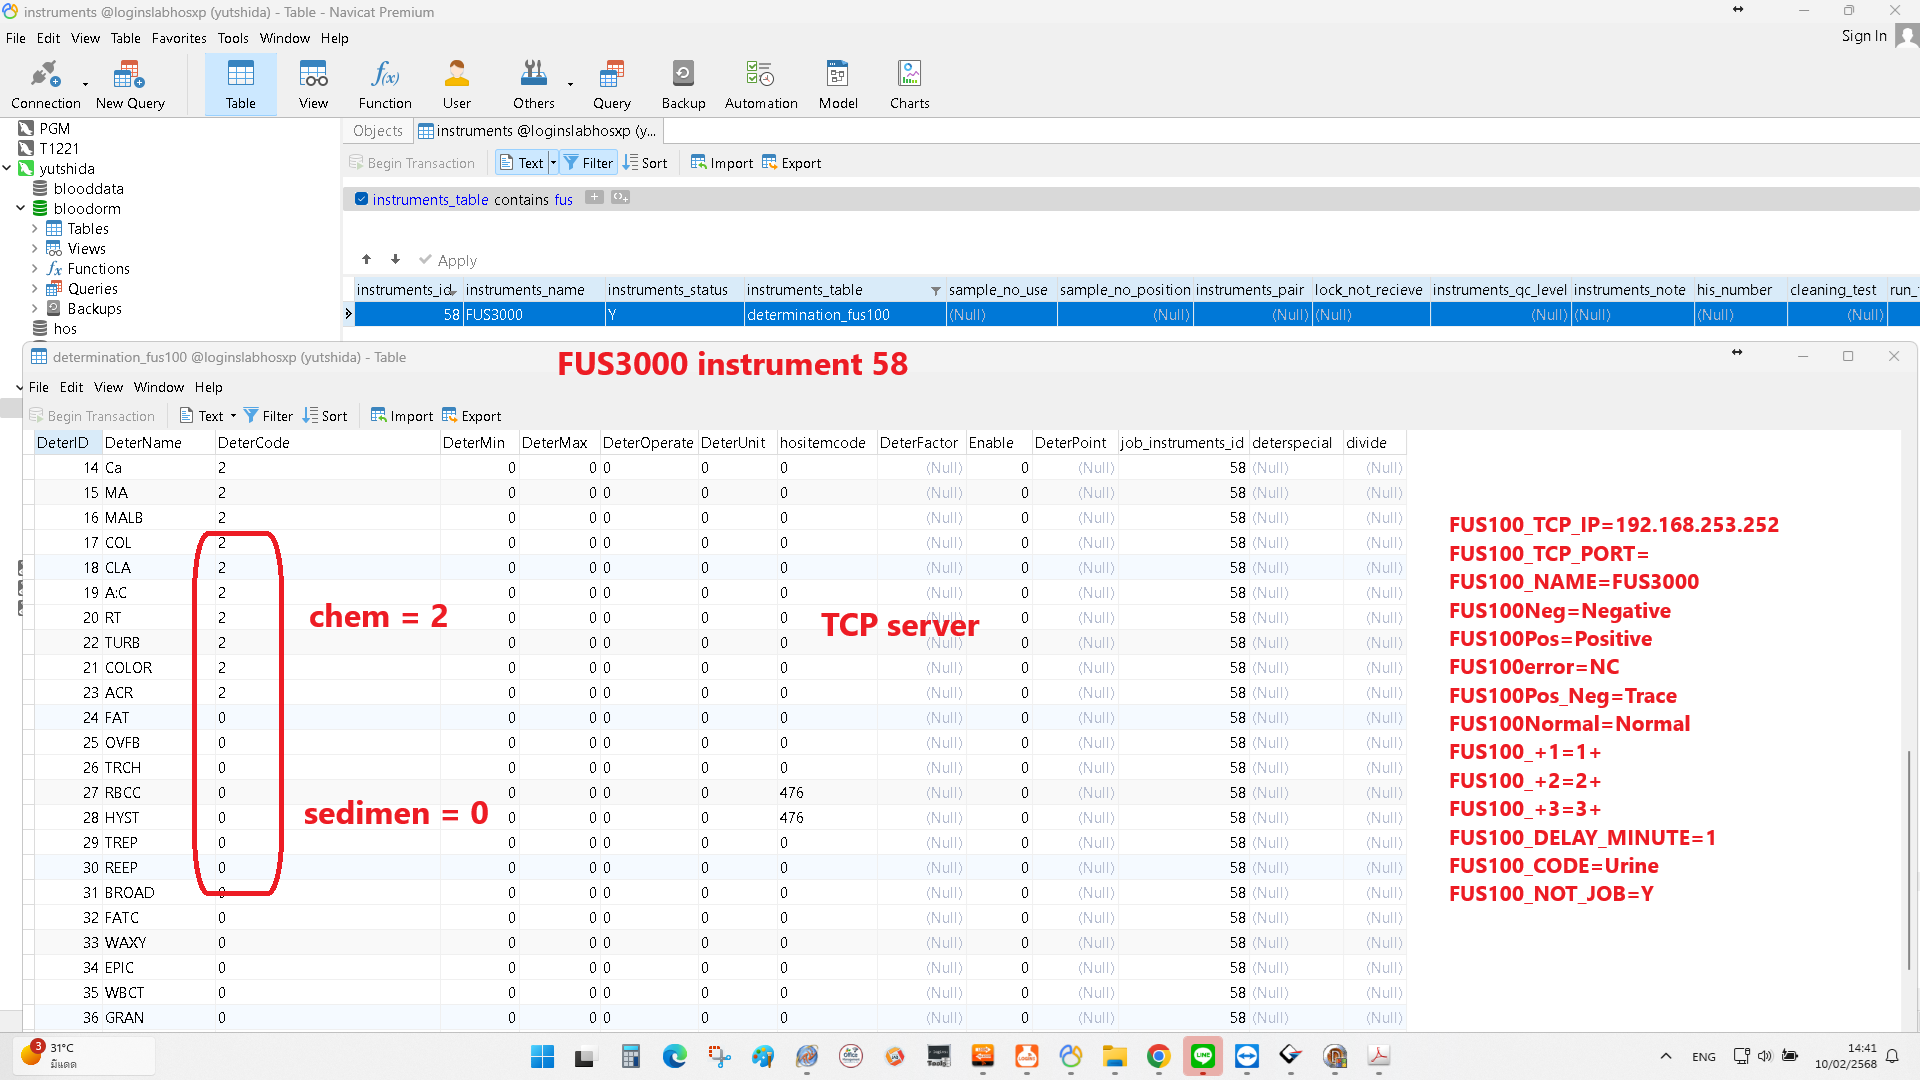 instruments @loginslabhosxp (yutshida) - Table - Navicat Premium
File Edit View Table Favorites Tools Window Help
Sign In
Connection New Query Table View Function User Others Query Backup Automation Model Charts
PGM
T1221
yutshida
blooddata
bloodorm
Tables
Views
Functions
Queries
Backups
hos
Objects instruments @loginslabhosxp (y...
Begin Transaction Text Filter Sort Import Export
instruments_table contains fus
Apply
instruments_id instruments_name instruments_status instruments_table sample_no_use sample_no_position instruments_pair lock_not_recieve instruments_qc_level instruments_note his_number cleaning_test
58 FUS3000 Y determination_fus100 (Null) (Null) (Null) (Null) (Null) (Null) (Null) (Null)
determination_fus100 @loginslabhosxp (yutshida) - Table
FUS3000 instrument 58
File Edit View Window Help
Begin Transaction Text Filter Sort Import Export
DeterID DeterName DeterCode DeterMin DeterMax DeterOperate DeterUnit hositemcode DeterFactor Enable DeterPoint job_instruments_id deterspecial divide
14 Ca 2 0 0 0 0 0 (Null) 0 (Null) 58 (Null) (Null)
15 MA 2 0 0 0 0 0 (Null) 0 (Null) 58 (Null) (Null)
16 MALB 2 0 0 0 0 0 (Null) 0 (Null) 58 (Null) (Null)
17 COL 2 0 0 0 0 0 (Null) 0 (Null) 58 (Null) (Null)
18 CLA 2 0 0 0 0 0 (Null) 0 (Null) 58 (Null) (Null)
19 A:C 2 0 0 0 0 0 (Null) 0 (Null) 58 (Null) (Null)
20 RT 2 0 0 0 0 0 (Null) 0 (Null) 58 (Null) (Null)
22 TURB 2 0 0 0 0 0 (Null) 0 (Null) 58 (Null) (Null)
21 COLOR 2 0 0 0 0 0 (Null) 0 (Null) 58 (Null) (Null)
23 ACR 2 0 0 0 0 0 (Null) 0 (Null) 58 (Null) (Null)
24 FAT 0 0 0 0 0 0 (Null) 0 (Null) 58 (Null) (Null)
25 OVFB 0 0 0 0 0 0 (Null) 0 (Null) 58 (Null) (Null)
26 TRCH 0 0 0 0 0 0 (Null) 0 (Null) 58 (Null) (Null)
27 RBCC 0 0 0 0 0 476 (Null) 0 (Null) 58 (Null) (Null)
28 HYST 0 0 0 0 0 476 (Null) 0 (Null) 58 (Null) (Null)
29 TREP 0 0 0 0 0 0 (Null) 0 (Null) 58 (Null) (Null)
30 REEP 0 0 0 0 0 0 (Null) 0 (Null) 58 (Null) (Null)
31 BROAD 0 0 0 0 0 0 (Null) 0 (Null) 58 (Null) (Null)
32 FATC 0 0 0 0 0 0 (Null) 0 (Null) 58 (Null) (Null)
33 WAXY 0 0 0 0 0 0 (Null) 0 (Null) 58 (Null) (Null)
34 EPIC 0 0 0 0 0 0 (Null) 0 (Null) 58 (Null) (Null)
35 WBCT 0 0 0 0 0 0 (Null) 0 (Null) 58 (Null) (Null)
36 GRAN 0 0 0 0 0 0 (Null) 0 (Null) 58 (Null) (Null)
chem = 2
sedimen = 0
TCP server
FUS100_TCP_IP=192.168.253.252
FUS100_TCP_PORT=
FUS100_NAME=FUS3000
FUS100Neg=Negative
FUS100Pos=Positive
FUS100error=NC
FUS100Pos_Neg=Trace
FUS100Normal=Normal
FUS100_+1=1+
FUS100_+2=2+
FUS100_+3=3+
FUS100_DELAY_MINUTE=1
FUS100_CODE=Urine
FUS100_NOT_JOB=Y
3
31°C
มีแดด
ENG
14:41
10/02/2568